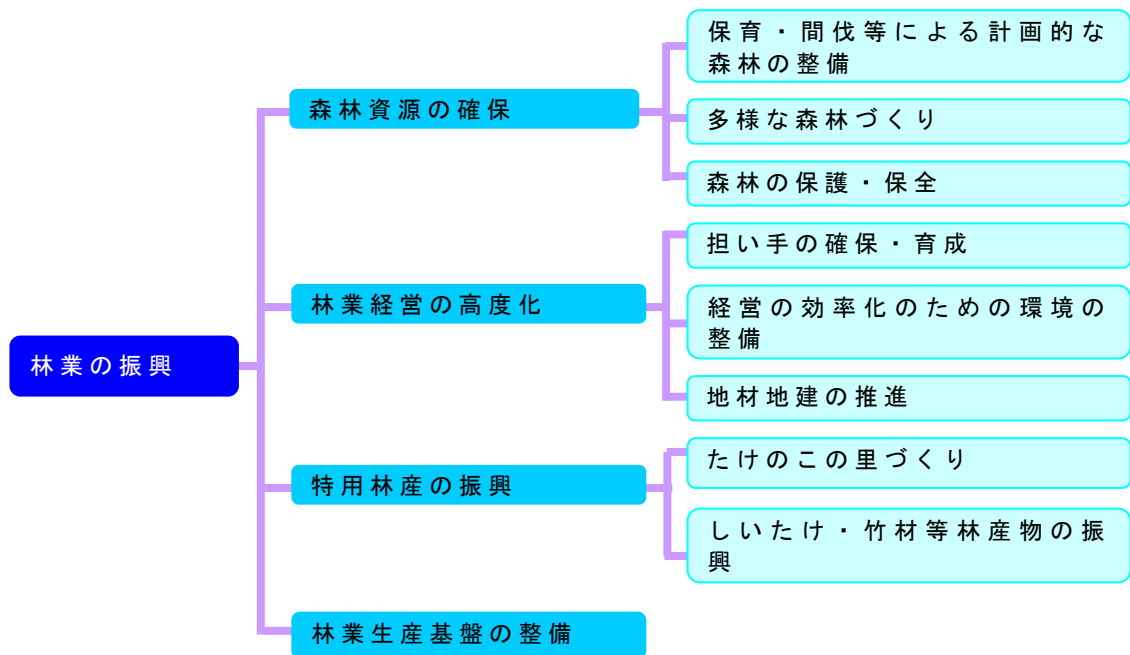 林業の振興
森林資源の確保
保育・間伐等による計画的な
森林の整備
多様な森林づくり
森林の保護・保全
林業経営の高度化
担い手の確保・育成
経営の効率化のための環境の
整備
地材地建の推進
特用林産の振興
たけのこの里づくり
しいたけ・竹材等林産物の振
興
林業生産基盤の整備